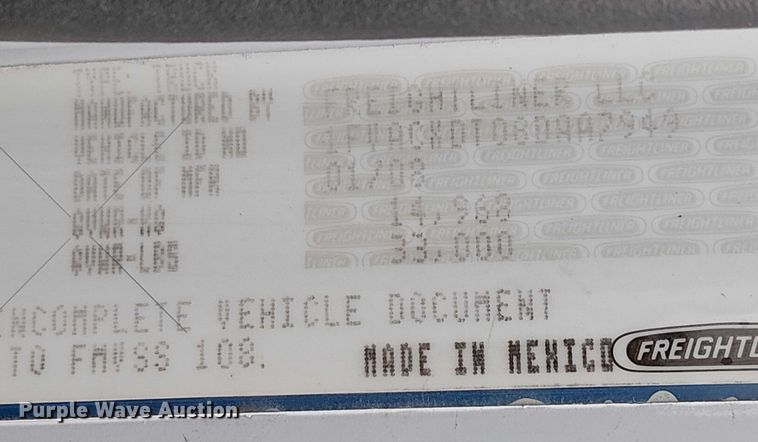 TYPE: TRUCK
MANUFACTURED BY FREIGHTLINER LLC
VEHICLE ID NO
DATE OF MFR 01/08
GVWR-KG 14,968
GVWR-LBS 33,000
INCOMPLETE VEHICLE DOCUMENT
TO FMVSS 108. MADE IN MEXICO FREIGHTL
Purple Wave Auction